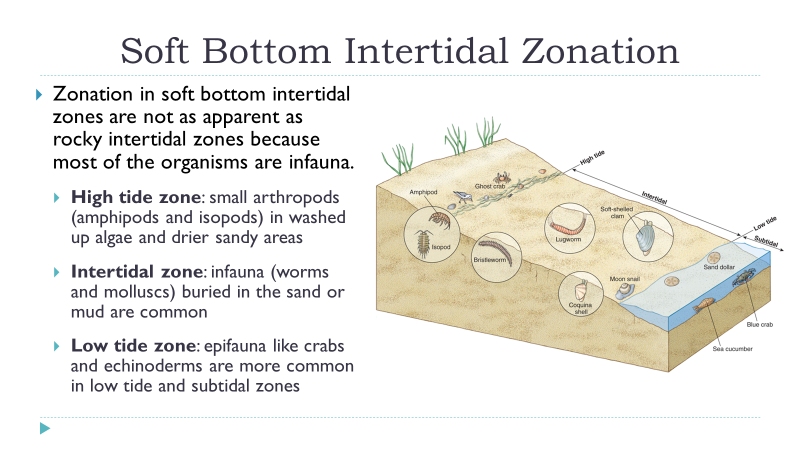 Soft Bottom Intertidal Zonation
Zonation in soft bottom intertidal
zones are not as apparent as
rocky intertidal zones because
most of the organisms are infauna.
High tide zone: small arthropods
(amphipods and isopods) in washed
up algae and drier sandy areas
Intertidal zone: infauna (worms
and molluscs) buried in the sand or
mud are common
Low tide zone: epifauna like crabs
and echinoderms are more common
in low tide and subtidal zones
High tide
Intertidal
Low tide
Subtidal
Ghost crab
Amphipod
Isopod
Bristleworm
Lugworm
Soft-shelled
clam
Coquina
shell
Moon snail
Sand dollar
Blue crab
Sea cucumber